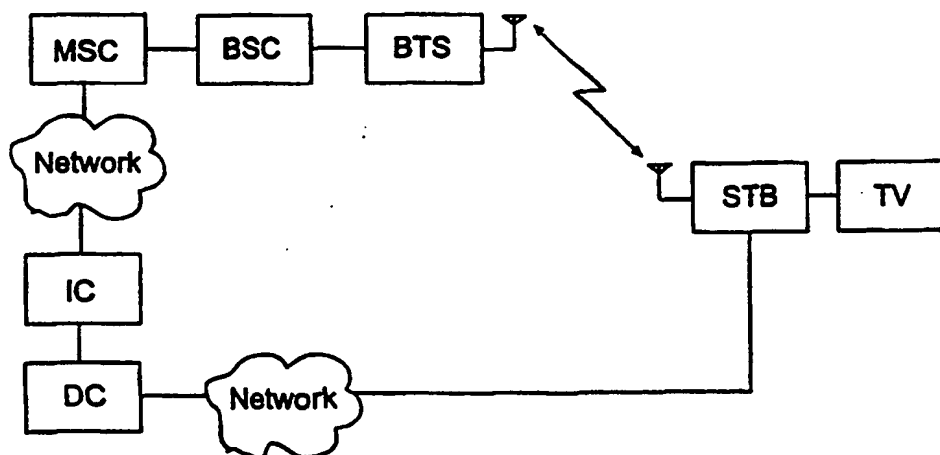 MSC
BSC
BTS
Network
STB
TV
IC
DC
Network